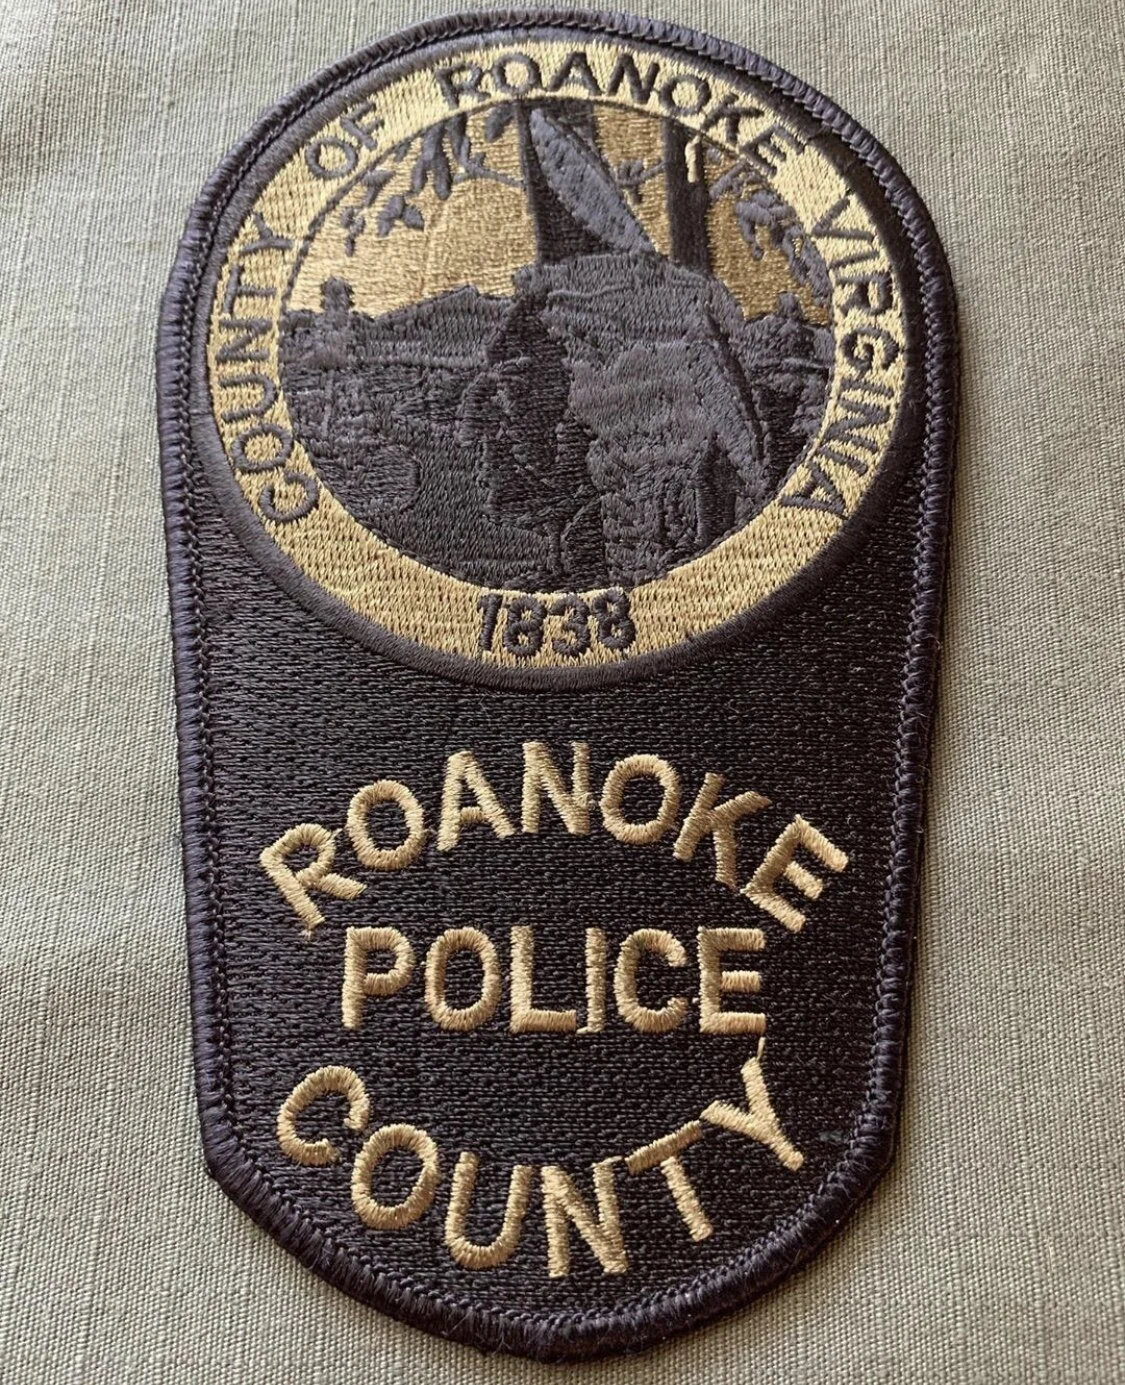 COUNTY OF ROANOKE VIRGINIA
1838
ROANOKE
POLICE
COUNTY